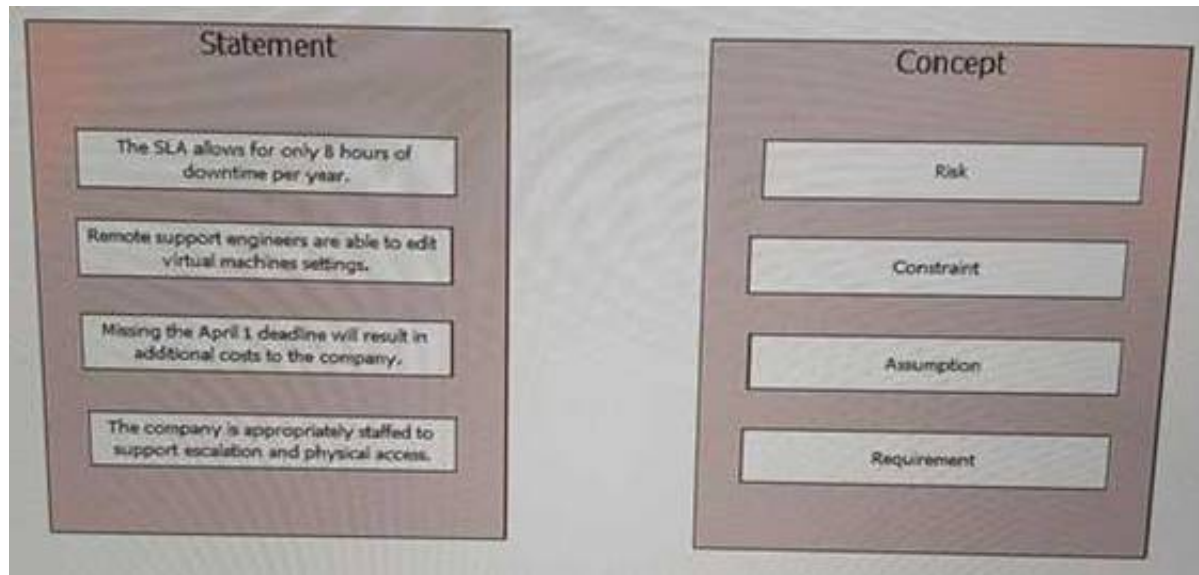 Statement
The SLA allows for only 8 hours of
downtime per year.
Remote support engineers are able to edit
virtual machines settings.
Missing the April 1 deadline will result in
additional costs to the company.
The company is appropriately staffed to
support escalation and physical access.
Concept
Risk
Constraint
Assumption
Requirement